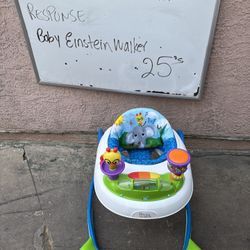 RESPONSE
Baby Einstein Walker
25$'s